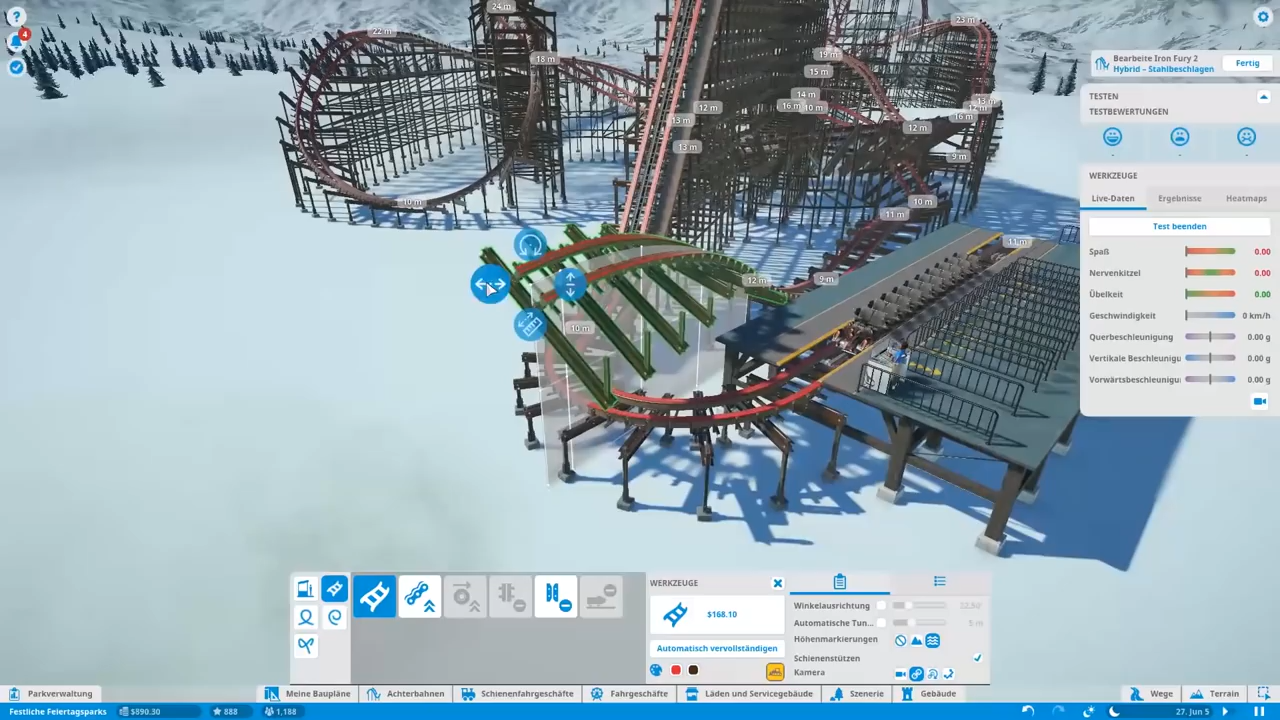 24 m
22 m
23 m
18 m
19 m
15 m
14 m
16 m
10 m
13 m
12 m
16 m
12 m
13 m
12 m
13 m
9 m
10 m
10 m
11 m
11 m
12 m
9 m
10 m
?
4
Bearbeite Iron Fury 2
Hybrid – Stahlbeschlagen
Fertig
TESTEN
TESTBEWERTUNGEN
- - -
WERKZEUGE
Live-Daten Ergebnisse Heatmaps
Test beenden
Spaß 0.00
Nervenkitzel 0.00
Übelkeit 0.00
Geschwindigkeit 0 km/h
Querbeschleunigung 0.00 g
Vertikale Beschleunigu 0.00 g
Vorwärtsbeschleunigu 0.00 g
WERKZEUGE
$168.10
Automatisch vervollständigen
Winkelausrichtung 22,50°
Automatische Tun... 5 m
Höhenmarkierungen
Schienenstützen
Kamera
Parkverwaltung Meine Baupläne Achterbahnen Schienenfahrgeschäfte Fahrgeschäfte Läden und Servicegebäude Szenerie Gebäude Wege Terrain
Festliche Feiertagsparks $890.30 888 1,188 27. Jun 5